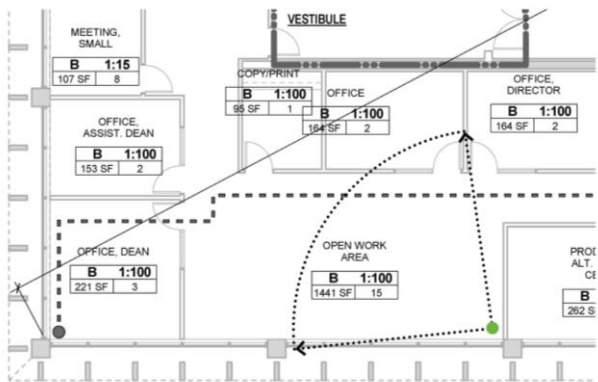 VESTIBULE
MEETING,
SMALL
B 1:15
107 SF 8
COPY/PRINT
B 1:100
95 SF 1
OFFICE
B 1:100
164 SF 2
OFFICE,
DIRECTOR
B 1:100
164 SF 2
OFFICE,
ASSIST. DEAN
B 1:100
153 SF 2
OFFICE, DEAN
B 1:100
221 SF 3
OPEN WORK
AREA
B 1:100
1441 SF 15
PROD
ALT.
CE
B
262 S